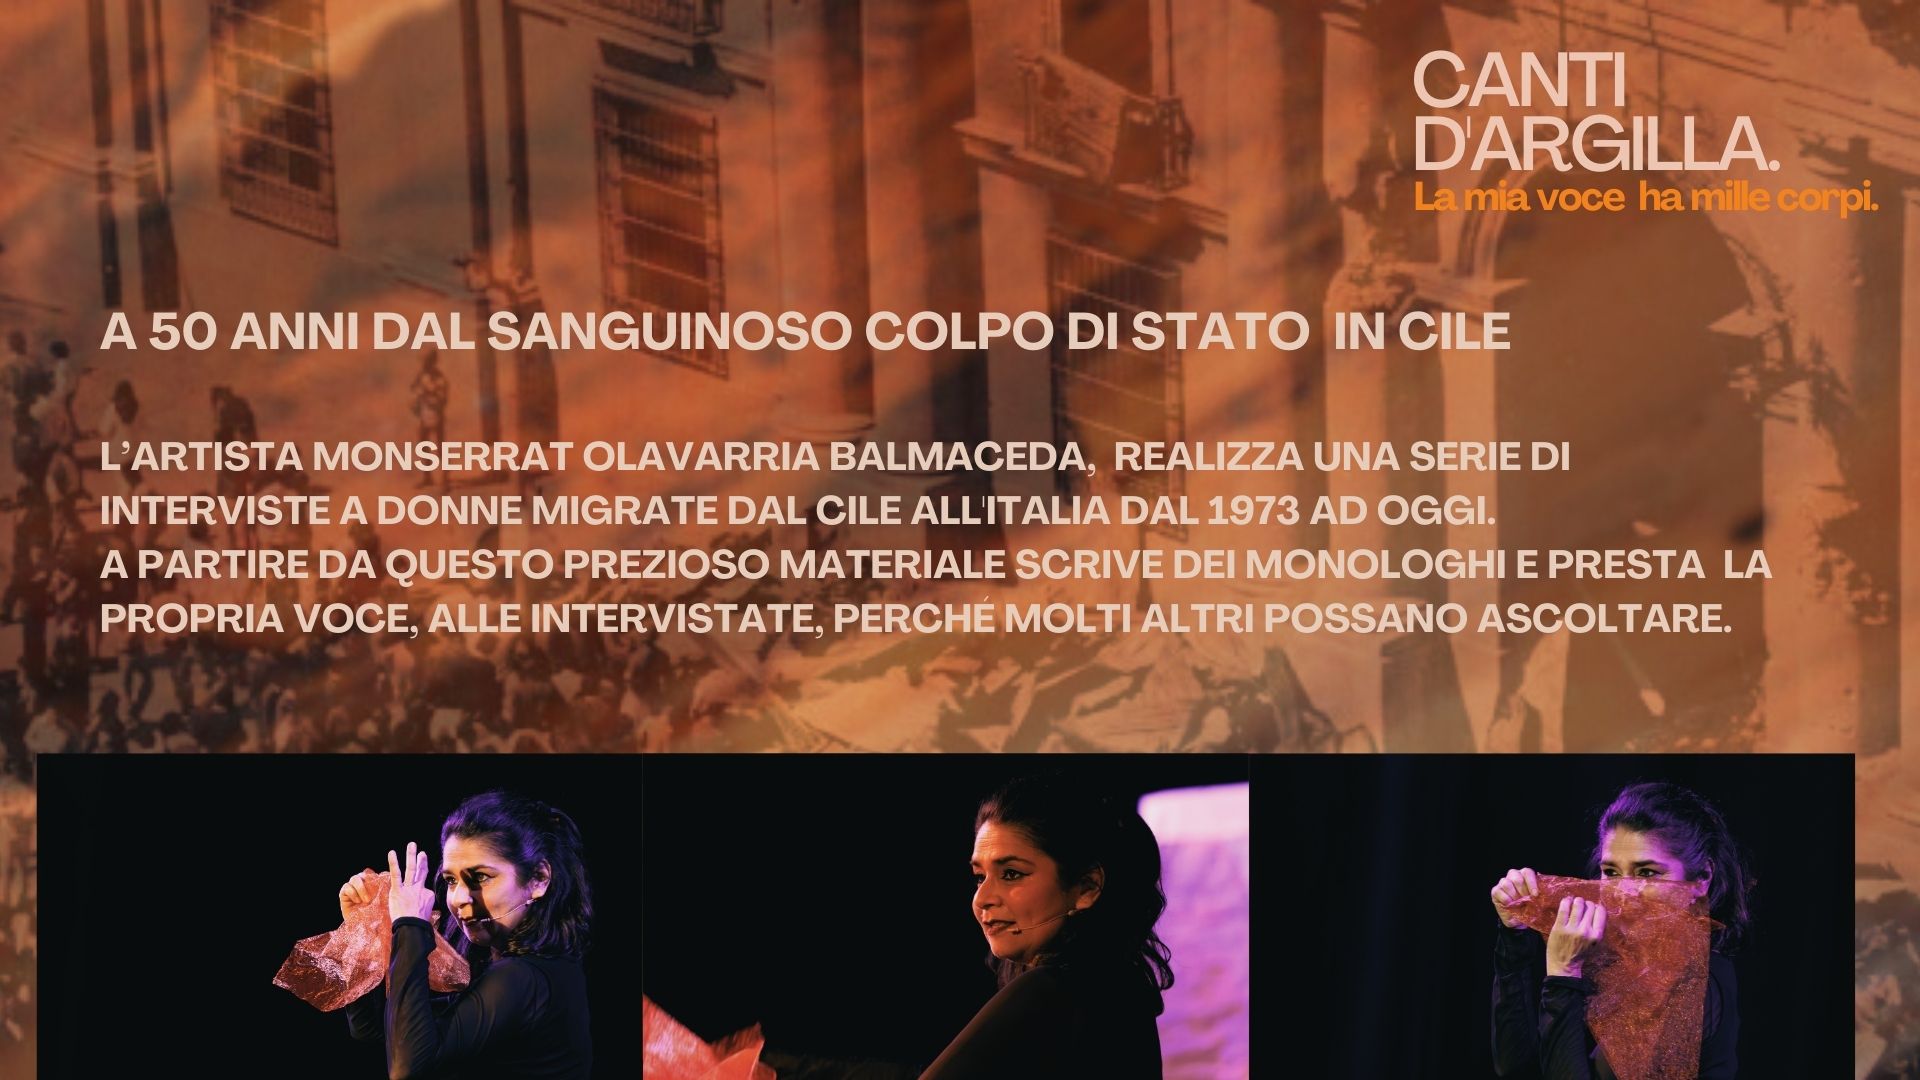 CANTI
D'ARGILLA.
La mia voce ha mille corpi.
A 50 ANNI DAL SANGUINOSO COLPO DI STATO IN CILE
L’ARTISTA MONSERRAT OLAVARRIA BALMACEDA, REALIZZA UNA SERIE DI
INTERVISTE A DONNE MIGRATE DAL CILE ALL'ITALIA DAL 1973 AD OGGI.
A PARTIRE DA QUESTO PREZIOSO MATERIALE SCRIVE DEI MONOLOGHI E PRESTA LA
PROPRIA VOCE, ALLE INTERVISTATE, PERCHÉ MOLTI ALTRI POSSANO ASCOLTARE.